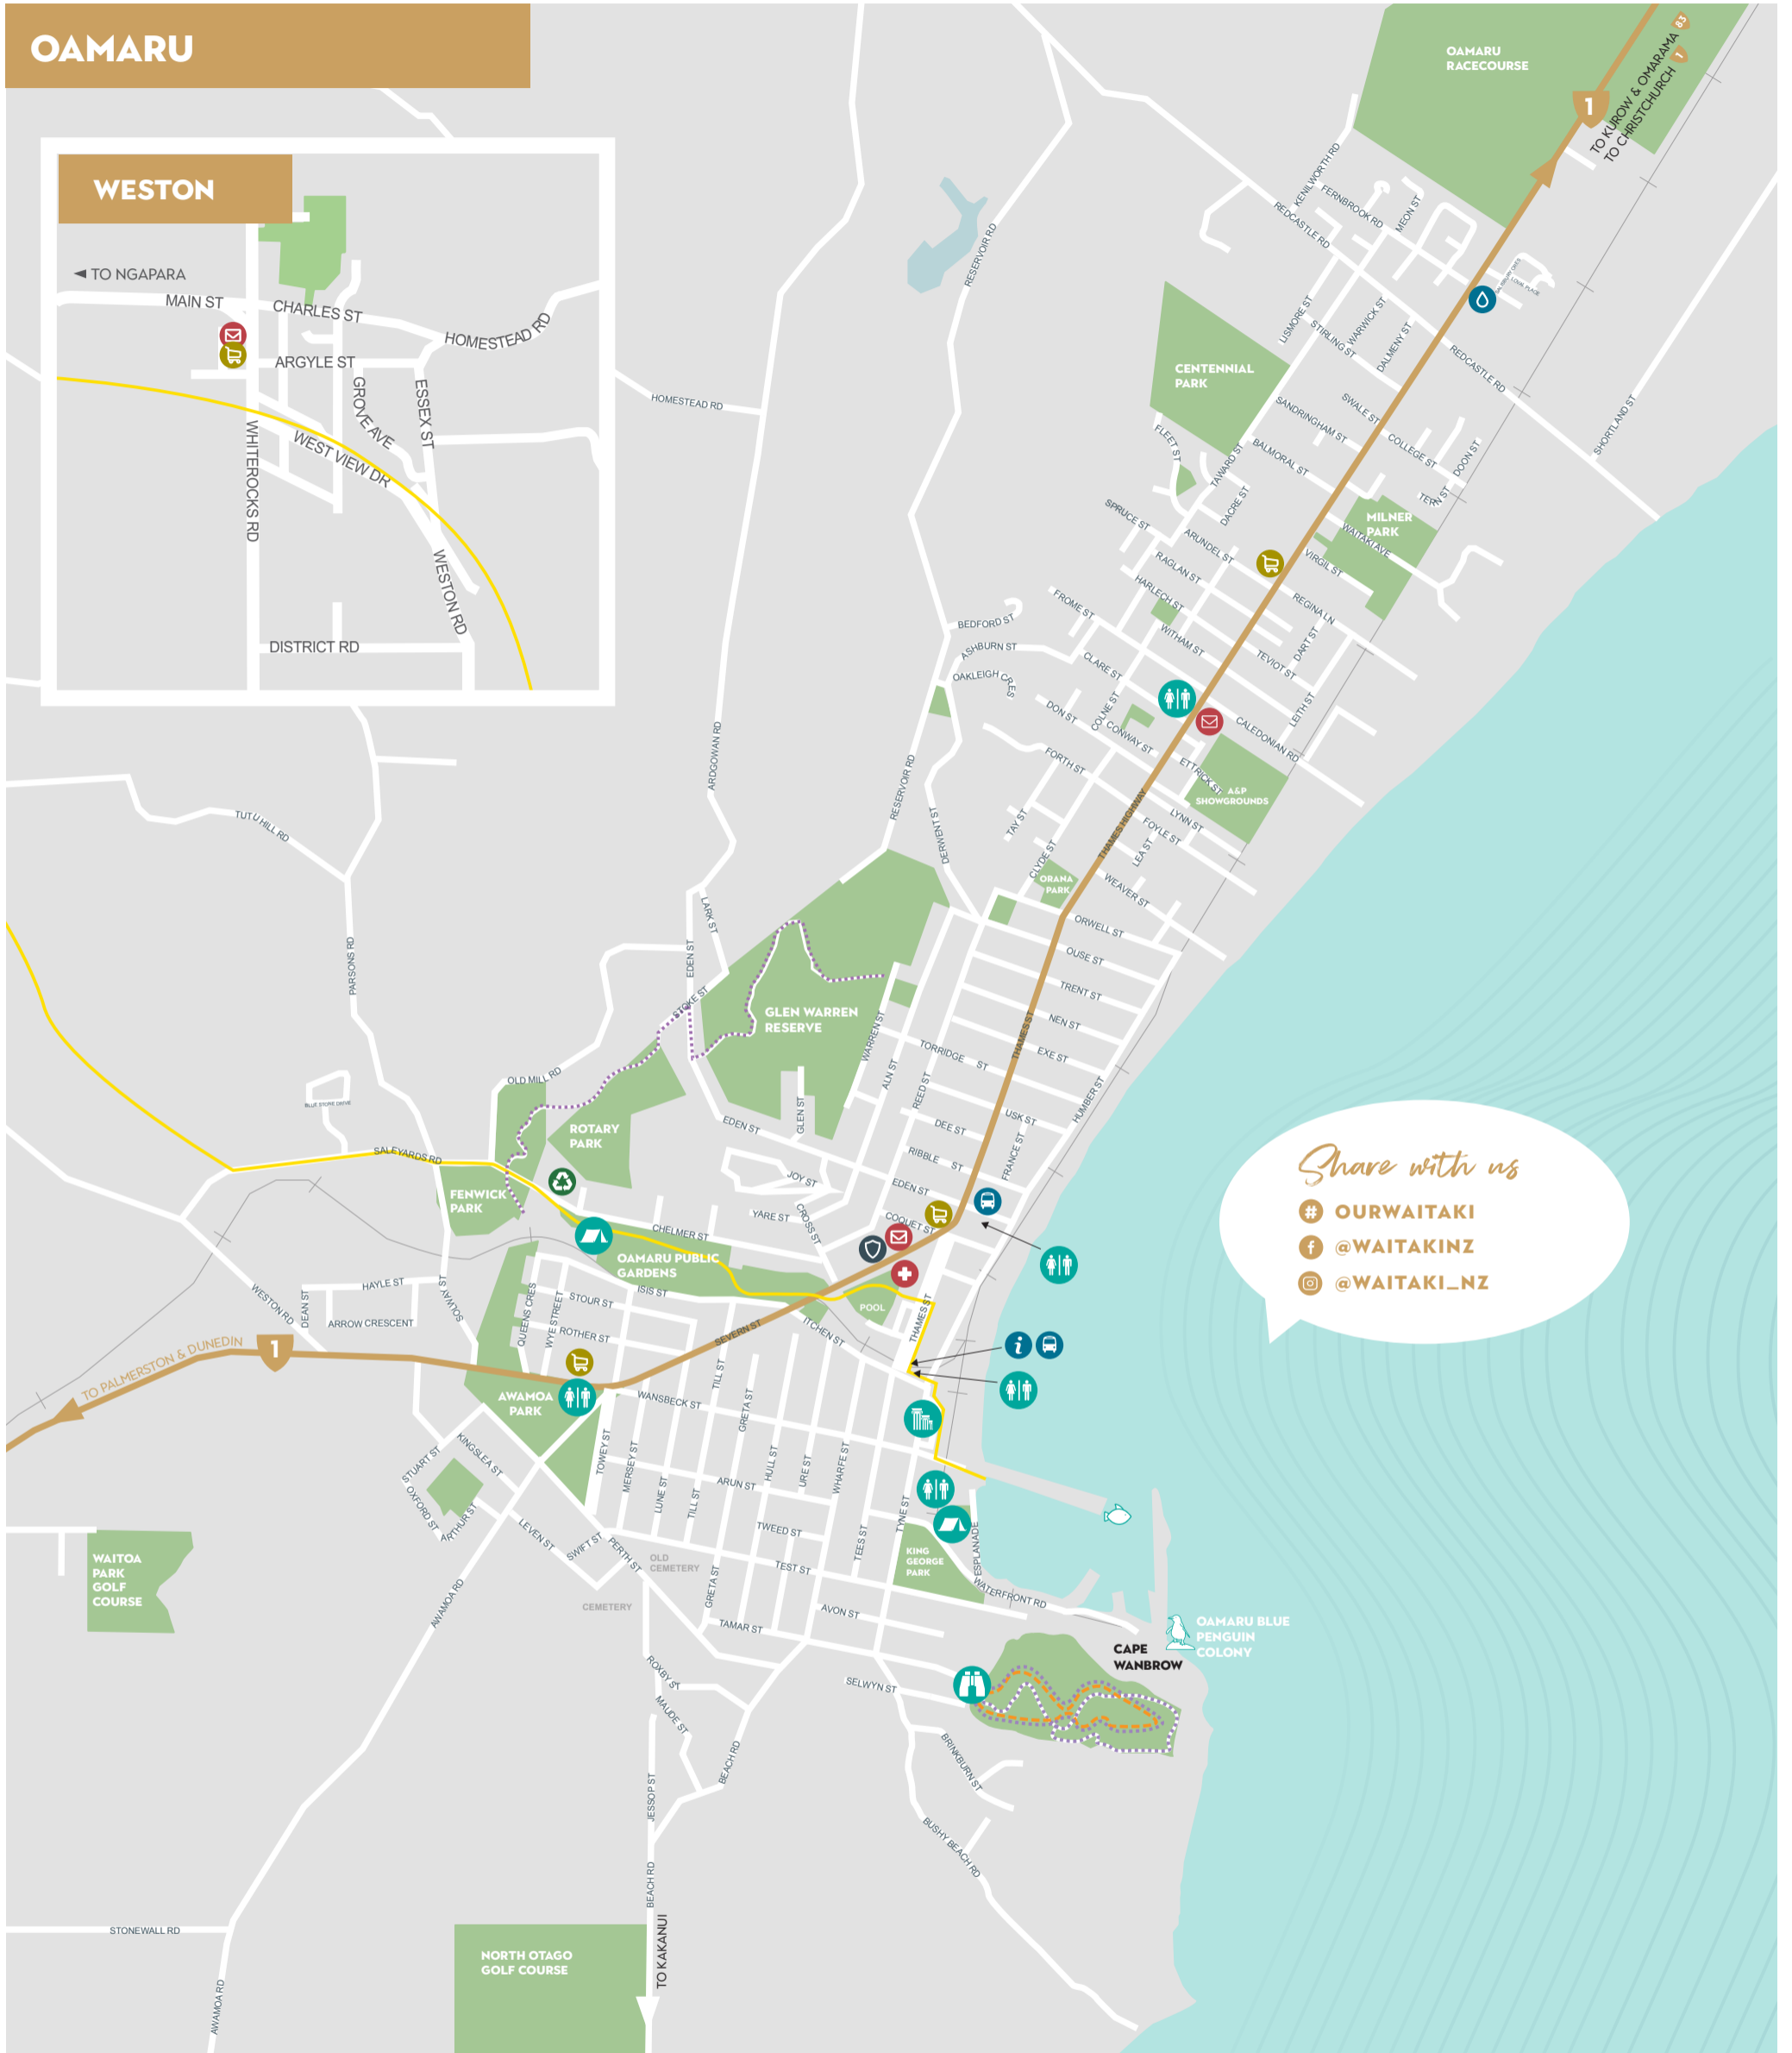 OAMARU
WESTON
TO NGAPARA
MAIN ST
CHARLES ST
HOMESTEAD RD
ARGYLE ST
GROVE AVE
ESSEX ST
WHITEROCKS RD
WEST VIEW DR
WESTON RD
DISTRICT RD
OAMARU
RACECOURSE
1
TO KUROW & OMARAMA 83
TO CHRISTCHURCH 1
KENILWORTH RD
FERNBROOK RD
MEON ST
REDCASTLE RD
RESERVOIR RD
LISMORE ST
STIRLING ST
WARWICK ST
DALMENY ST
REDCASTLE RD
CENTENNIAL
PARK
HOMESTEAD RD
SHORTLAND ST
SWALE ST
SANDRINGHAM ST
COLLEGE ST
BALMORAL ST
DOON ST
TERN ST
FLEET ST
TAWARD ST
DACRE ST
SPRUCE ST
MILNER
PARK
WAITAKI AVE
ARUNDEL ST
VIRGIL ST
RAGLAN ST
HARLECH ST
REGINA LN
FROME ST
BEDFORD ST
WITHAM ST
DART ST
ASHBURN ST
TEVIOT ST
CLARE ST
OAKLEIGH CRES
DON ST
COLNE ST
CONWAY ST
LEITH ST
CALEDONIAN RD
FORTH ST
ETTRICK ST
A&P
SHOWGROUNDS
ARDGOWAN RD
RESERVOIR RD
DERWENT ST
TAY ST
THAMES HIGHWAY
LYNN ST
FOYLE ST
LEA ST
CLYDE ST
ORANA
PARK
WEAVER ST
TUTU HILL RD
LARK ST
ORWELL ST
OUSE ST
TRENT ST
NEN ST
EXE ST
PARSONS RD
EDEN ST
STOKE ST
GLEN WARREN
RESERVE
WARREN ST
THAMES ST
TORRIDGE ST
ALN ST
REED ST
HUMBER ST
USK ST
DEE ST
OLD MILL RD
BLUE STONE DRIVE
GLEN ST
EDEN ST
ROTARY
PARK
RIBBLE ST
FRANCE ST
SALEYARDS RD
JOY ST
EDEN ST
FENWICK
PARK
YARE ST
CROSS ST
COQUET ST
CHELMER ST
OAMARU PUBLIC
GARDENS
Share with us
# OURWAITAKI
@WAITAKINZ
@WAITAKI_NZ
WESTON RD
DEAN ST
HAYLE ST
ARROW CRESCENT
SOLWAY ST
QUEENS CRES
WYE STREET
STOUR ST
ISIS ST
ROTHER ST
POOL
THAMES ST
ITCHEN ST
SEVERN ST
1
TO PALMERSTON & DUNEDIN
AWAMOA
PARK
WANSBECK ST
TILL ST
GRETA ST
STUART ST
KINGSLEA ST
OXFORD ST
ARTHUR ST
TOWEY ST
MERSEY ST
LUNE ST
TILL ST
ARUN ST
HULL ST
URE ST
WHARFE ST
LEVEN ST
SWIFT ST
PERTH ST
TWEED ST
TEES ST
TYNE ST
ESPLANADE
OLD
CEMETERY
TEST ST
KING
GEORGE
PARK
WAITOA
PARK
GOLF
COURSE
CEMETERY
GRETA ST
AVON ST
WATERFRONT RD
AWAMOA RD
TAMAR ST
OAMARU BLUE
PENGUIN
COLONY
CAPE
WANBROW
ROXBY ST
SELWYN ST
MAUDE ST
BEACH RD
BRINKBURN ST
JESSOP ST
BUSHY BEACH RD
BEACH RD
STONEWALL RD
TO KAKANUI
NORTH OTAGO
GOLF COURSE
AWAMOA RD